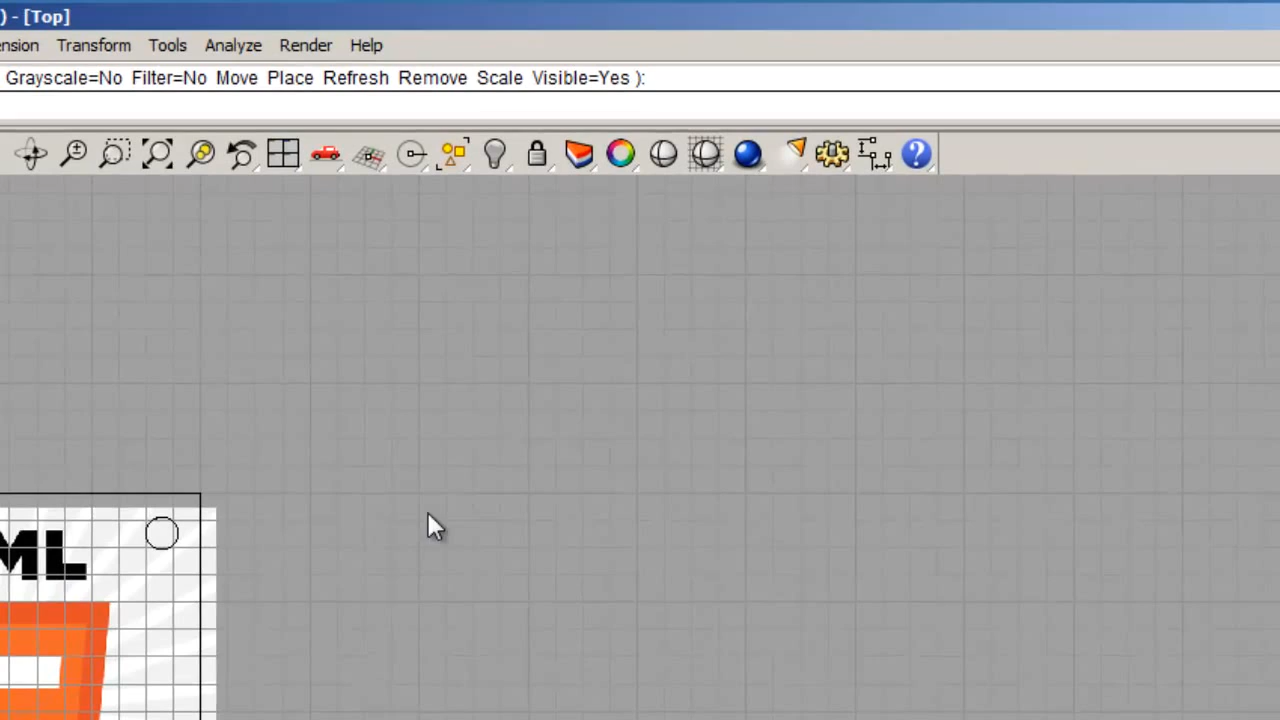 ) - [Top]
ension Transform Tools Analyze Render Help
Grayscale=No Filter=No Move Place Refresh Remove Scale Visible=Yes ):
?
ML